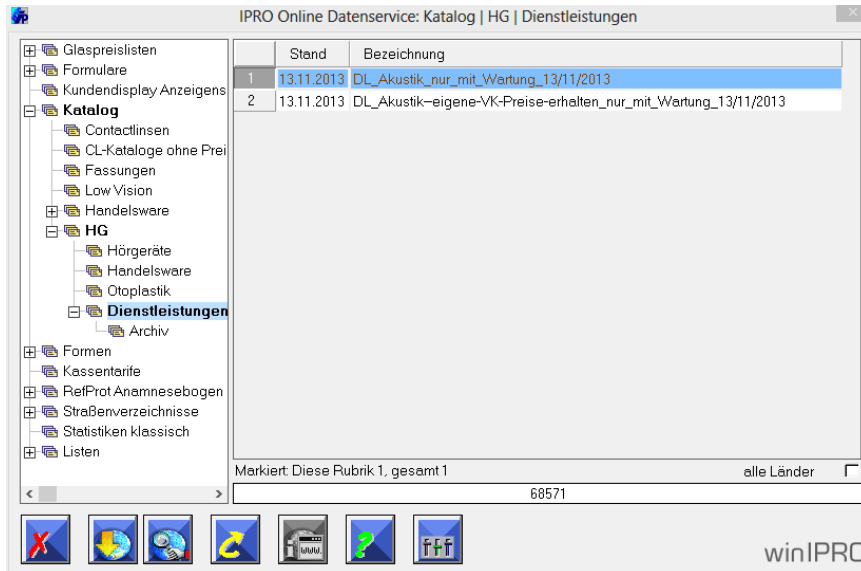 IPRO Online Datenservice: Katalog | HG | Dienstleistungen
Glaspreislisten
Formulare
Kundendisplay Anzeigens
Katalog
Contactlinsen
CL-Kataloge ohne Prei
Fassungen
Low Vision
Handelsware
HG
Hörgeräte
Handelsware
Otoplastik
Dienstleistungen
Archiv
Formen
Kassentarife
RefProt Anamnesebogen
Straßenverzeichnisse
Statistiken klassisch
Listen
Stand Bezeichnung
1 13.11.2013 DL_Akustik_nur_mit_Wartung_13/11/2013
2 13.11.2013 DL_Akustik--eigene-VK-Preise-erhalten_nur_mit_Wartung_13/11/2013
Markiert: Diese Rubrik 1, gesamt 1 alle Länder
68571
www.
winIPRO